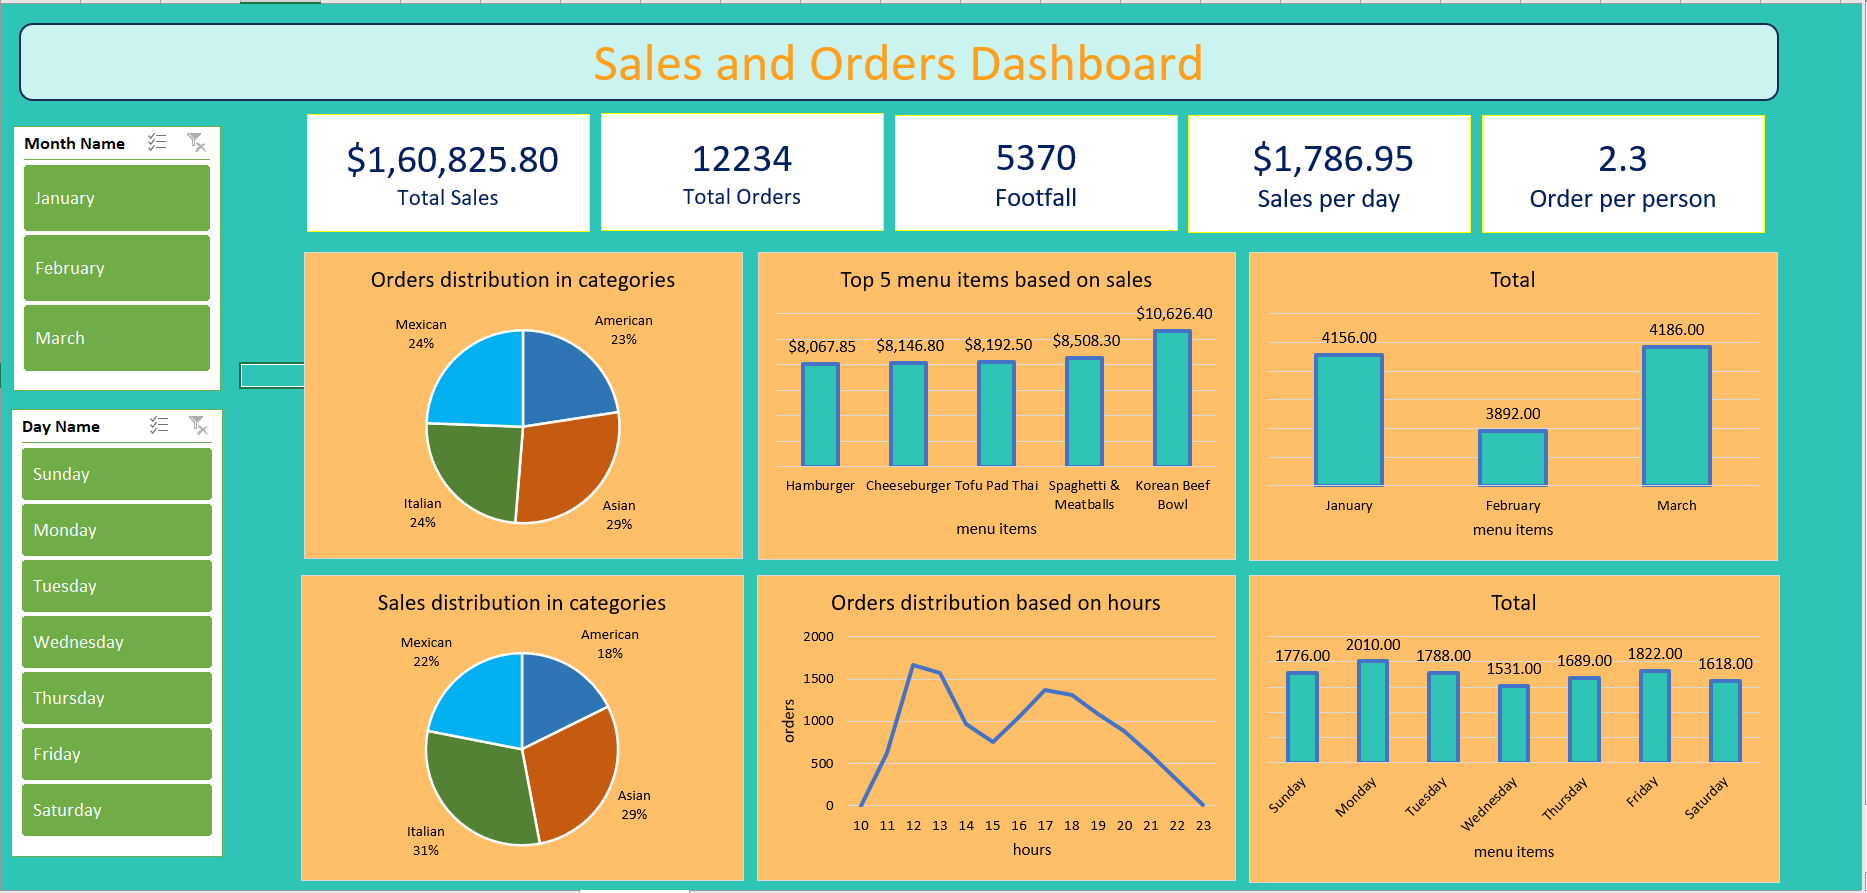 Sales and Orders Dashboard
Month Name
January
February
March
Day Name
Sunday
Monday
Tuesday
Wednesday
Thursday
Friday
Saturday
$1,60,825.80
Total Sales
12234
Total Orders
5370
Footfall
$1,786.95
Sales per day
2.3
Order per person
Orders distribution in categories
Mexican
24%
American
23%
Italian
24%
Asian
29%
Top 5 menu items based on sales
$8,067.85 $8,146.80 $8,192.50 $8,508.30 $10,626.40
Hamburger Cheeseburger Tofu Pad Thai Spaghetti & Korean Beef
Meatballs Bowl
menu items
Total
4156.00 3892.00 4186.00
January February March
menu items
Sales distribution in categories
Mexican
22%
American
18%
Italian
31%
Asian
29%
Orders distribution based on hours
2000
1500
1000
500
0
orders
10 11 12 13 14 15 16 17 18 19 20 21 22 23
hours
Total
1776.00 2010.00 1788.00 1531.00 1689.00 1822.00 1618.00
Sunday Monday Tuesday Wednesday Thursday Friday Saturday
menu items